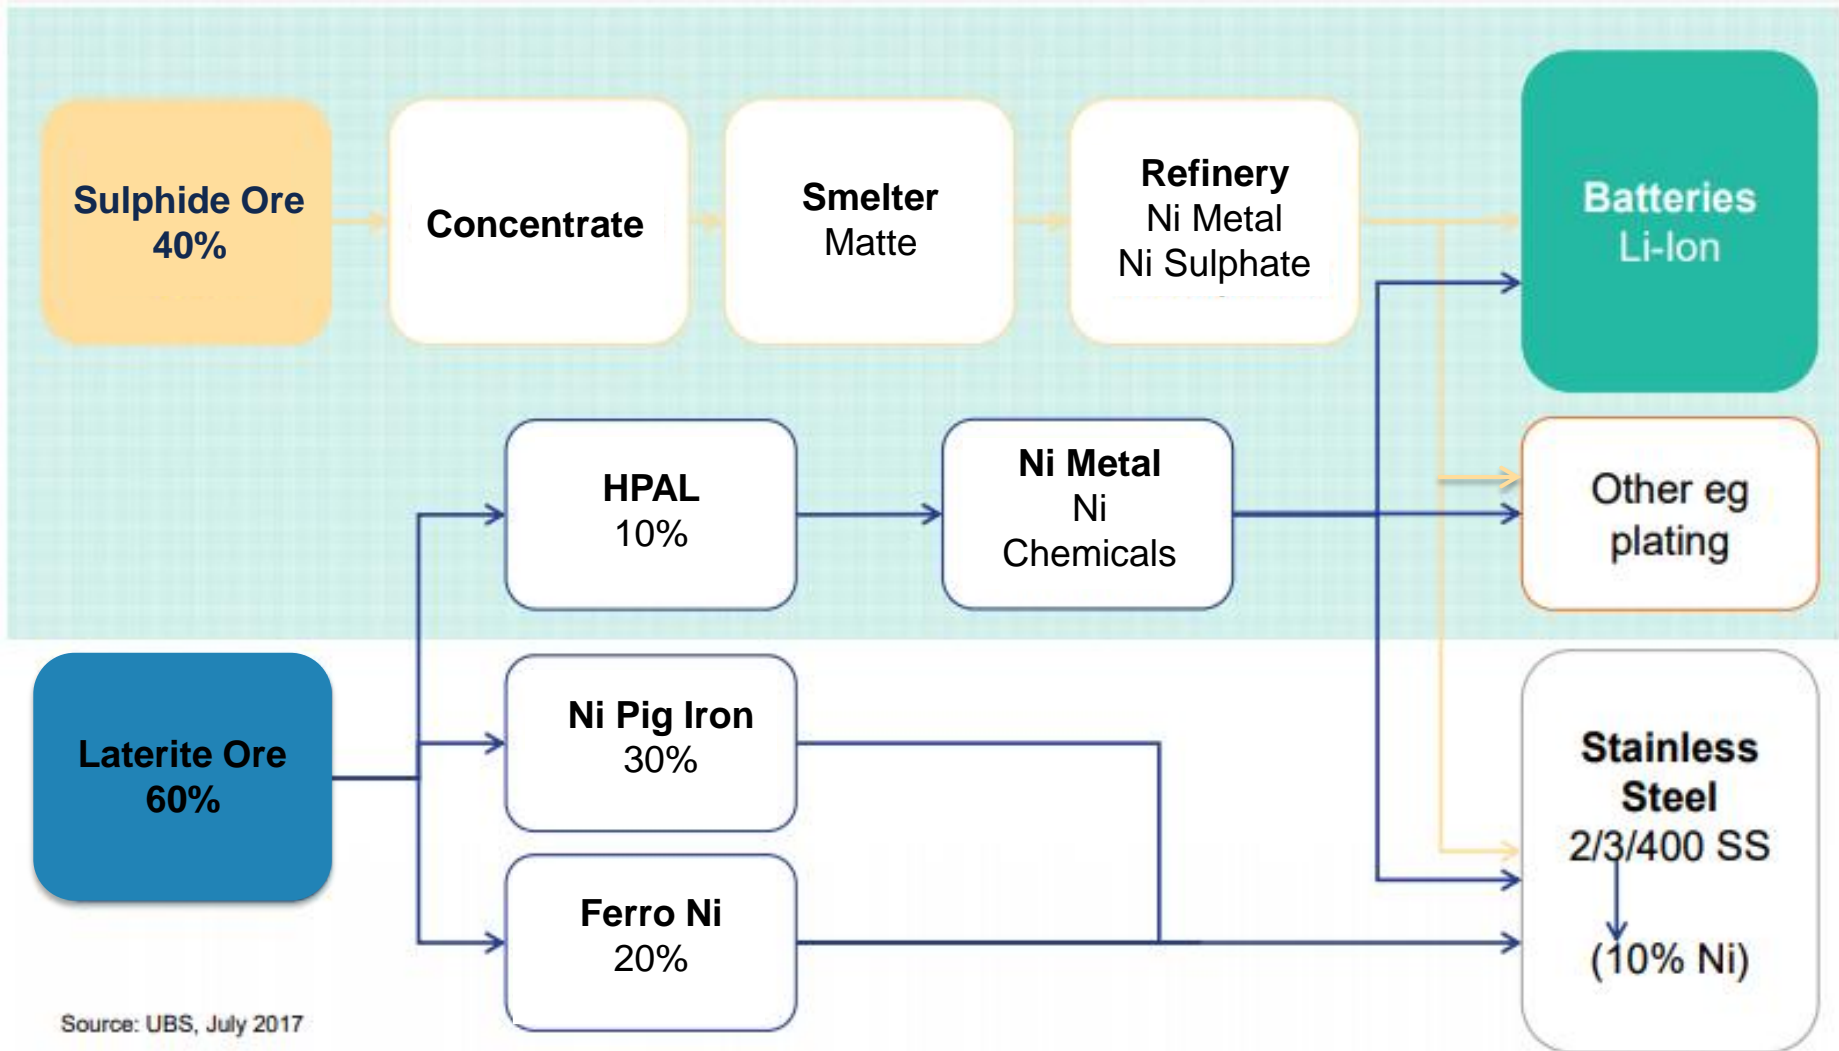 Sulphide Ore
40%
Concentrate
Smelter
Matte
Refinery
Ni Metal
Ni Sulphate
Batteries
Li-Ion
HPAL
10%
Ni Metal
Ni
Chemicals
Other eg
plating
Laterite Ore
60%
Ni Pig Iron
30%
Ferro Ni
20%
Stainless
Steel
2/3/400 SS
(10% Ni)
Source: UBS, July 2017